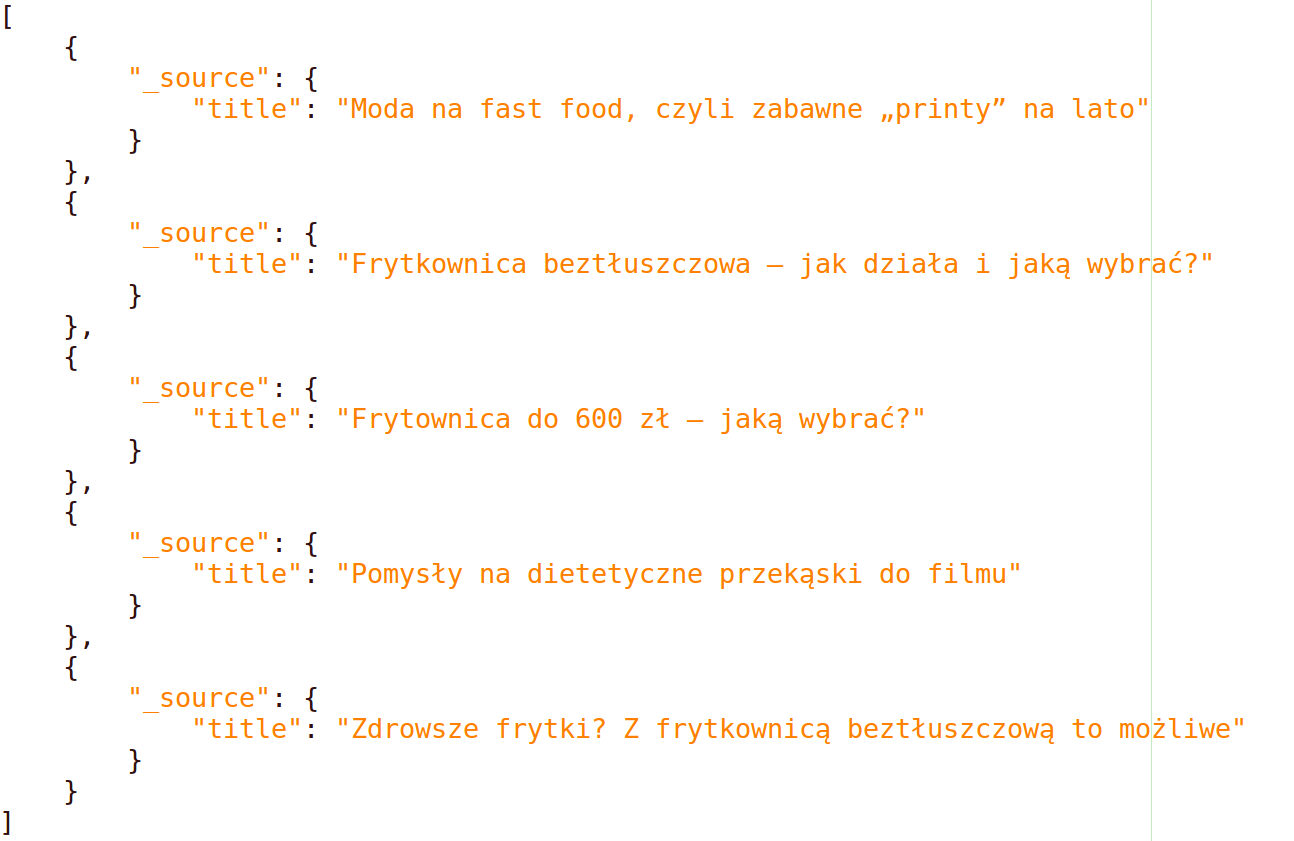 [
    {
        "_source": {
            "title": "Moda na fast food, czyli zabawne „printy” na lato"
        }
    },
    {
        "_source": {
            "title": "Frytkownica beztłuszczowa – jak działa i jaką wybrać?"
        }
    },
    {
        "_source": {
            "title": "Frytownica do 600 zł – jaką wybrać?"
        }
    },
    {
        "_source": {
            "title": "Pomysły na dietetyczne przekąski do filmu"
        }
    },
    {
        "_source": {
            "title": "Zdrowsze frytki? Z frytkownicą beztłuszczową to możliwe"
        }
    }
]